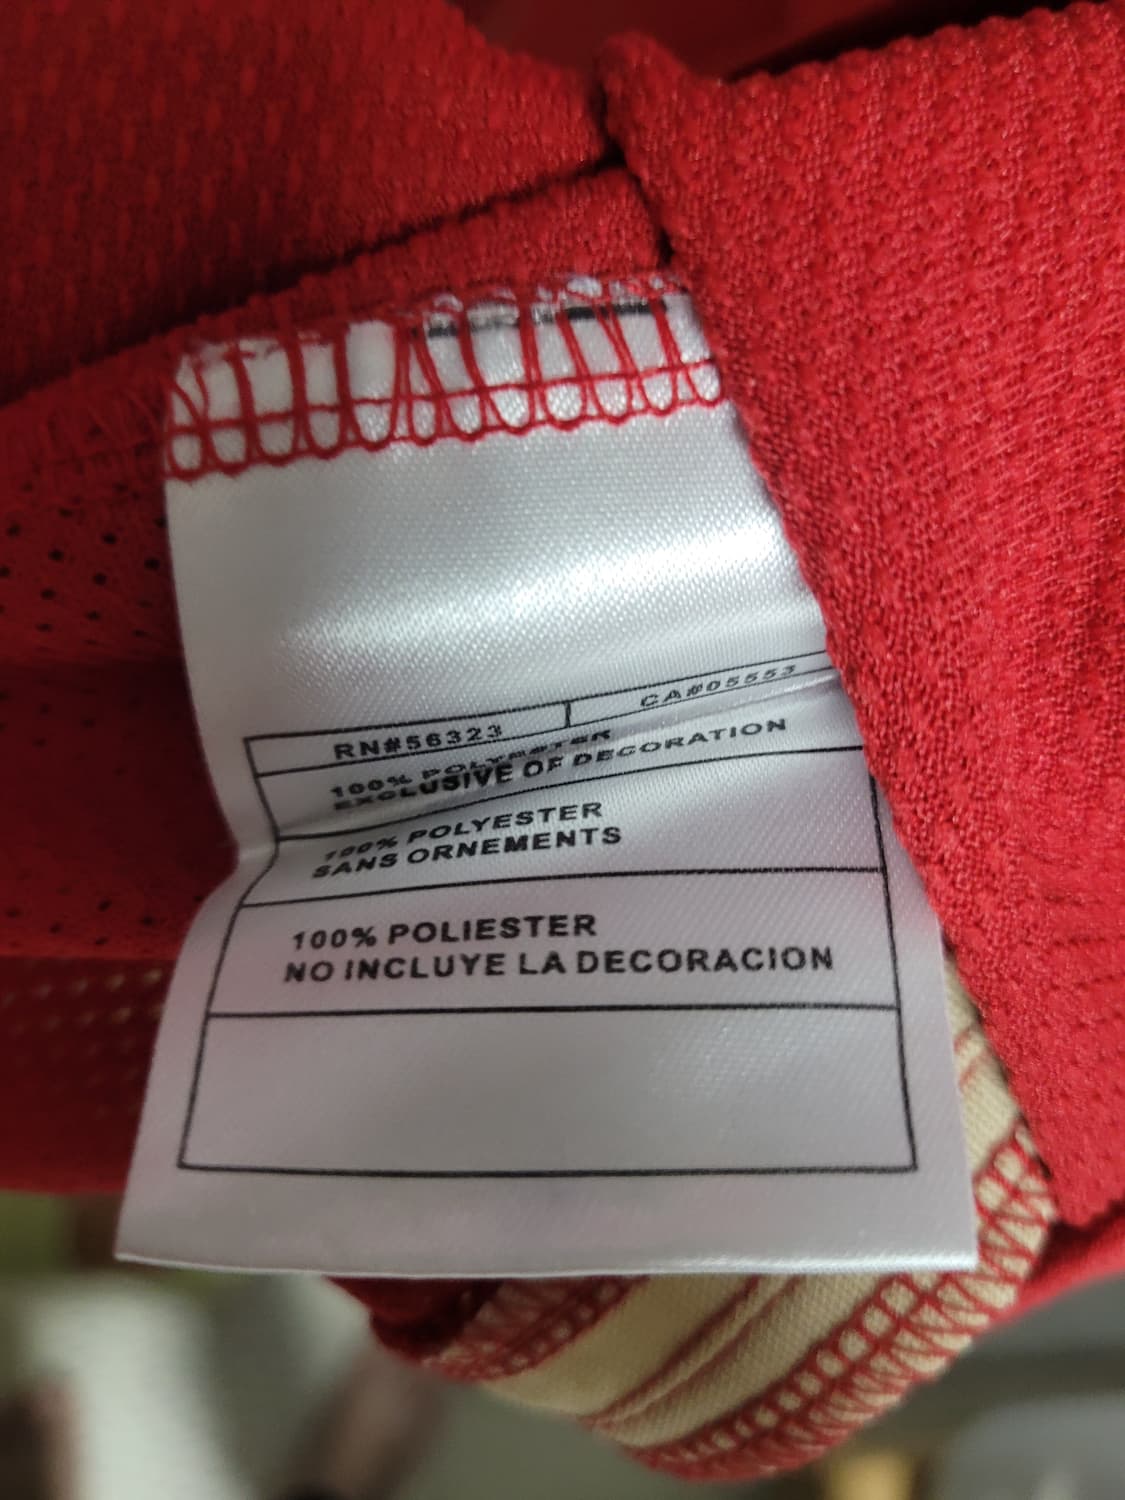 RN#56323 CA#05553
100% POLYESTER
EXCLUSIVE OF DECORATION
100% POLYESTER
SANS ORNEMENTS
100% POLIESTER
NO INCLUYE LA DECORACION